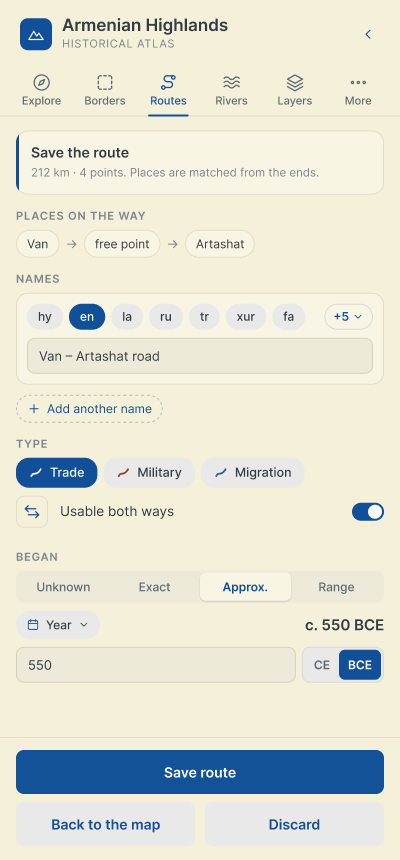 Armenian Highlands
HISTORICAL ATLAS
Explore Borders Routes Rivers Layers More
Save the route
212 km · 4 points. Places are matched from the ends.
PLACES ON THE WAY
Van → free point → Artashat
NAMES
hy en la ru tr xur fa +5
Van – Artashat road
+ Add another name
TYPE
Trade Military Migration
Usable both ways
BEGAN
Unknown Exact Approx. Range
Year c. 550 BCE
550 CE BCE
Save route
Back to the map Discard